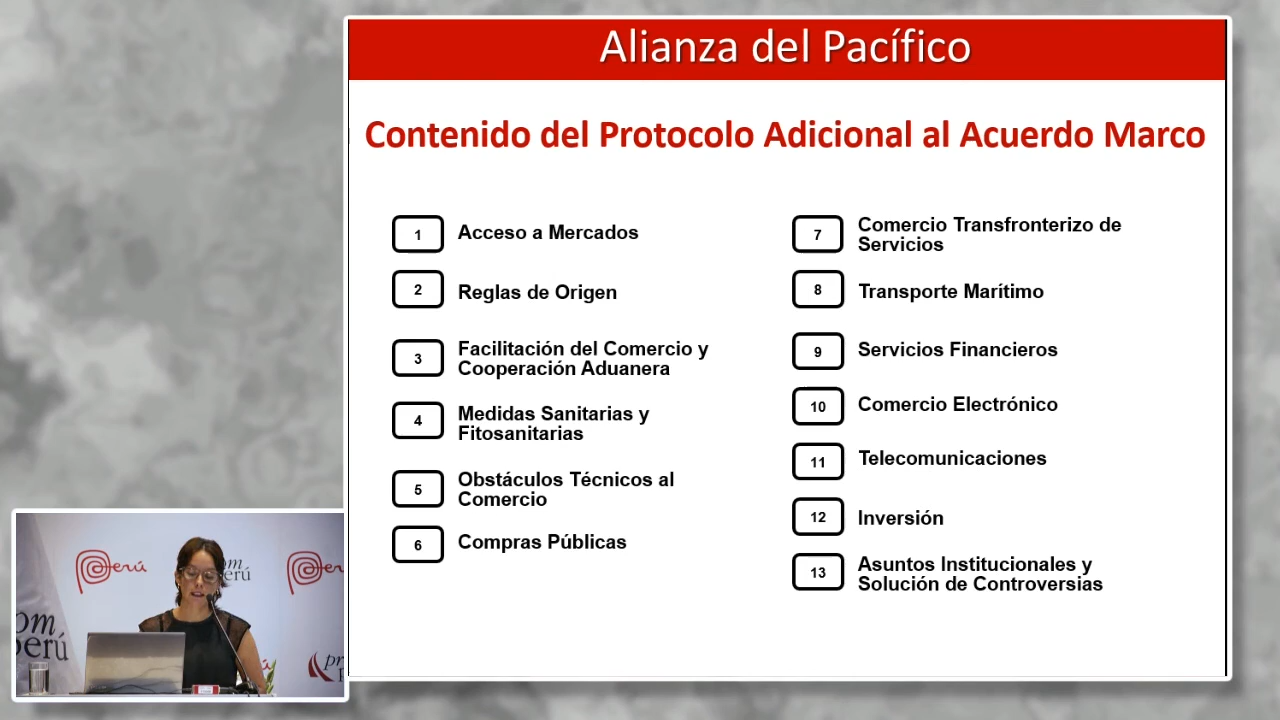 Alianza del Pacífico
Contenido del Protocolo Adicional al Acuerdo Marco
1 Acceso a Mercados
2 Reglas de Origen
3 Facilitación del Comercio y
Cooperación Aduanera
4 Medidas Sanitarias y
Fitosanitarias
5 Obstáculos Técnicos al
Comercio
6 Compras Públicas
7 Comercio Transfronterizo de
Servicios
8 Transporte Marítimo
9 Servicios Financieros
10 Comercio Electrónico
11 Telecomunicaciones
12 Inversión
13 Asuntos Institucionales y
Solución de Controversias
Perú
om
perú